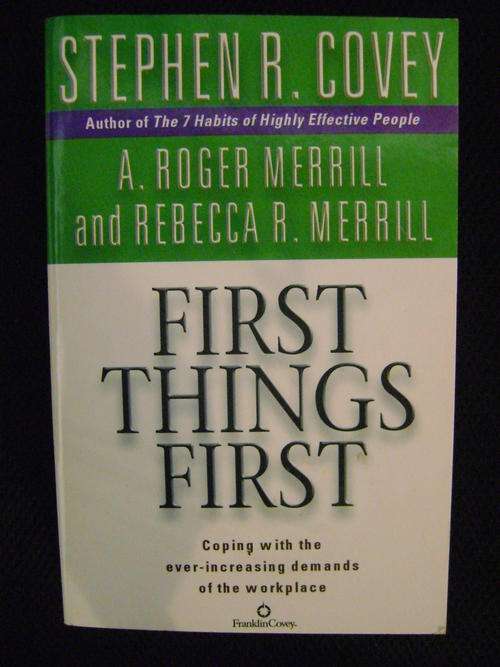 STEPHEN R. COVEY
Author of The 7 Habits of Highly Effective People
A. ROGER MERRILL
and REBECCA R. MERRILL
FIRST
THINGS
FIRST
Coping with the
ever-increasing demands
of the workplace
FranklinCovey.